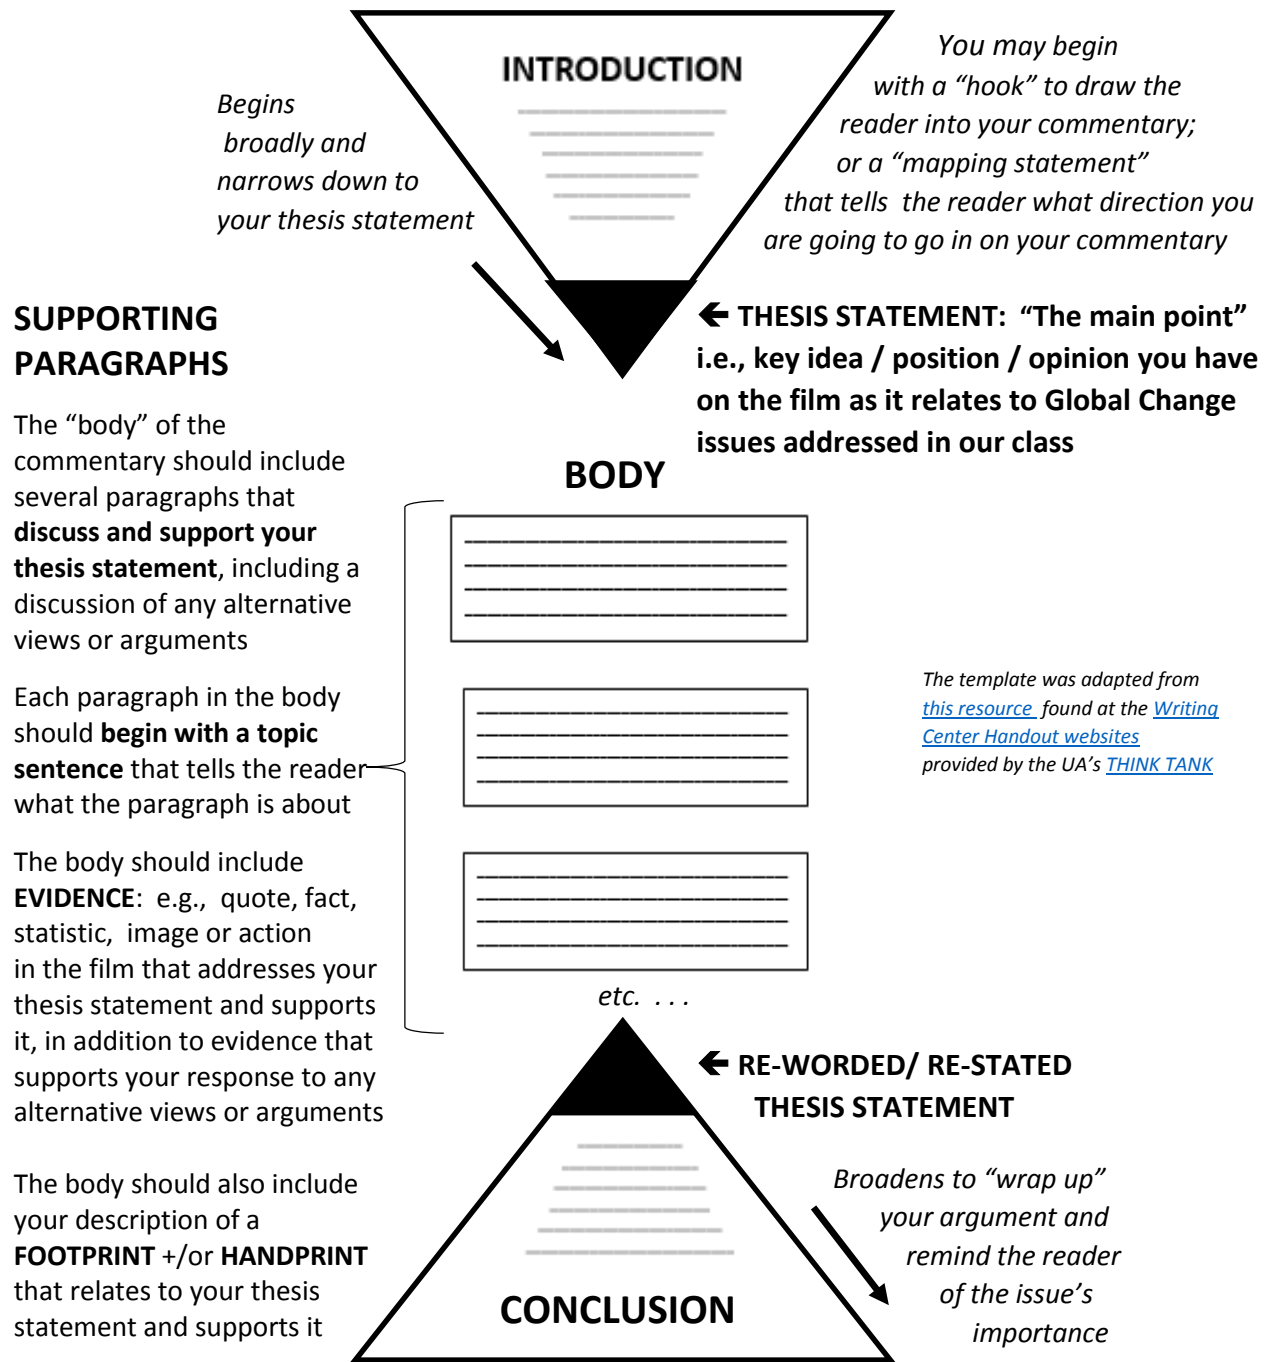 INTRODUCTION
Begins
broadly and
narrows down to
your thesis statement
You may begin
with a “hook” to draw the
reader into your commentary;
or a “mapping statement”
that tells the reader what direction you
are going to go in on your commentary
🡸 THESIS STATEMENT: “The main point”
i.e., key idea / position / opinion you have
on the film as it relates to Global Change
issues addressed in our class
SUPPORTING
PARAGRAPHS
The “body” of the
commentary should include
several paragraphs that
discuss and support your
thesis statement, including a
discussion of any alternative
views or arguments
Each paragraph in the body
should begin with a topic
sentence that tells the reader
what the paragraph is about
The body should include
EVIDENCE: e.g., quote, fact,
statistic, image or action
in the film that addresses your
thesis statement and supports
it, in addition to evidence that
supports your response to any
alternative views or arguments
The body should also include
your description of a
FOOTPRINT +/or HANDPRINT
that relates to your thesis
statement and supports it
BODY
etc. . . .
The template was adapted from
this resource found at the Writing
Center Handout websites
provided by the UA’s THINK TANK
🡸 RE-WORDED/ RE-STATED
THESIS STATEMENT
Broadens to “wrap up”
your argument and
remind the reader
of the issue’s
importance
CONCLUSION